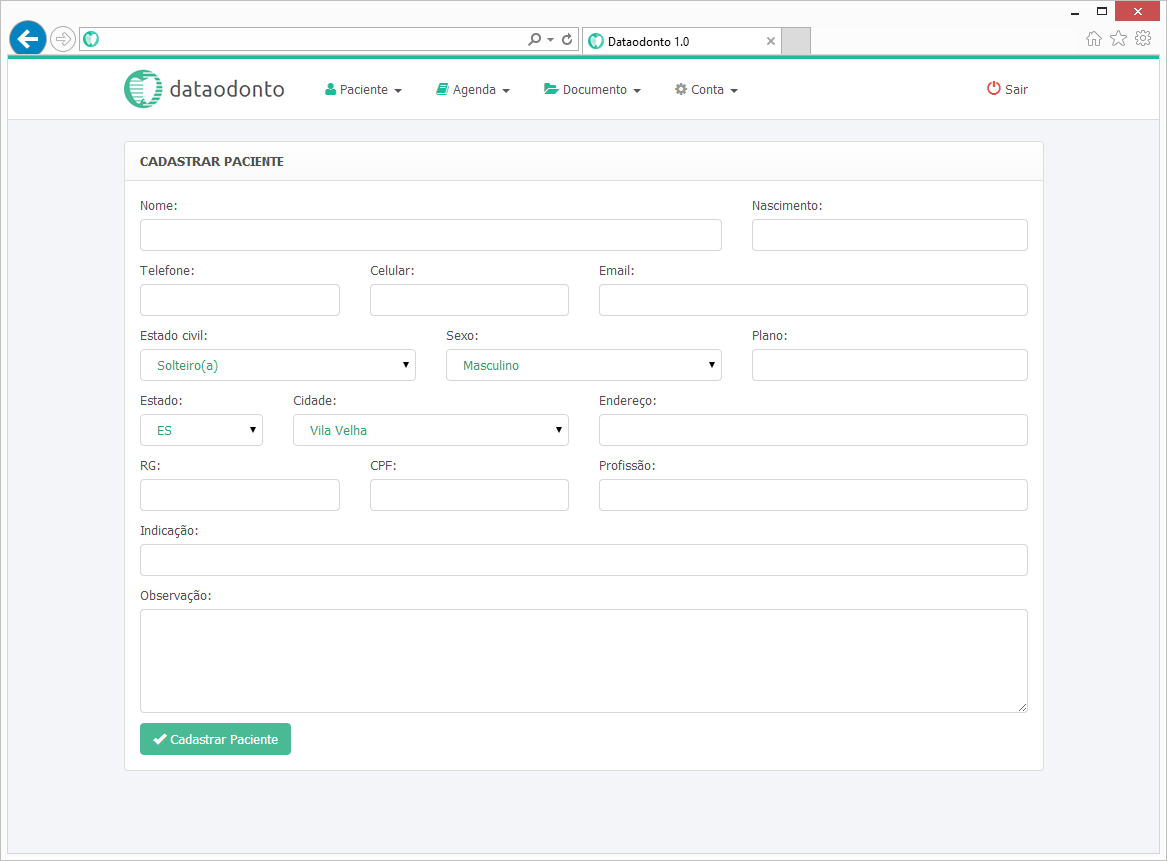 Dataodonto 1.0
dataodonto Paciente Agenda Documento Conta Sair
CADASTRAR PACIENTE
Nome: Nascimento:
Telefone: Celular: Email:
Estado civil: Sexo: Plano:
Solteiro(a) Masculino
Estado: Cidade: Endereço:
ES Vila Velha
RG: CPF: Profissão:
Indicação:
Observação:
Cadastrar Paciente